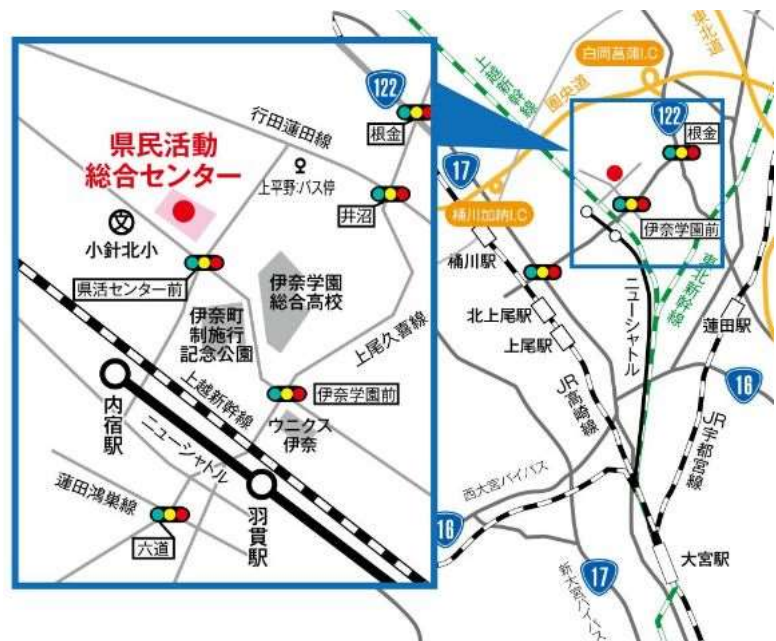 122
行田蓮田線
根金
県民活動
総合センター
上平野:バス停
井沼
小針北小
県活センター前
伊奈学園
総合高校
伊奈町
制施行
記念公園
上尾久喜線
上越新幹線
伊奈学園前
内宿駅
ニューシャトル
ウニクス
伊奈
蓮田鴻巣線
羽貫駅
六道
東北道
白岡菖蒲I.C
上越新幹線
圏央道
122
根金
17
桶川加納I.C
伊奈学園前
桶川駅
東北新幹線
ニューシャトル
北上尾駅
蓮田駅
上尾駅
16
JR高崎線
JR宇都宮線
西大宮バイパス
16
大宮駅
新大宮バイパス
17